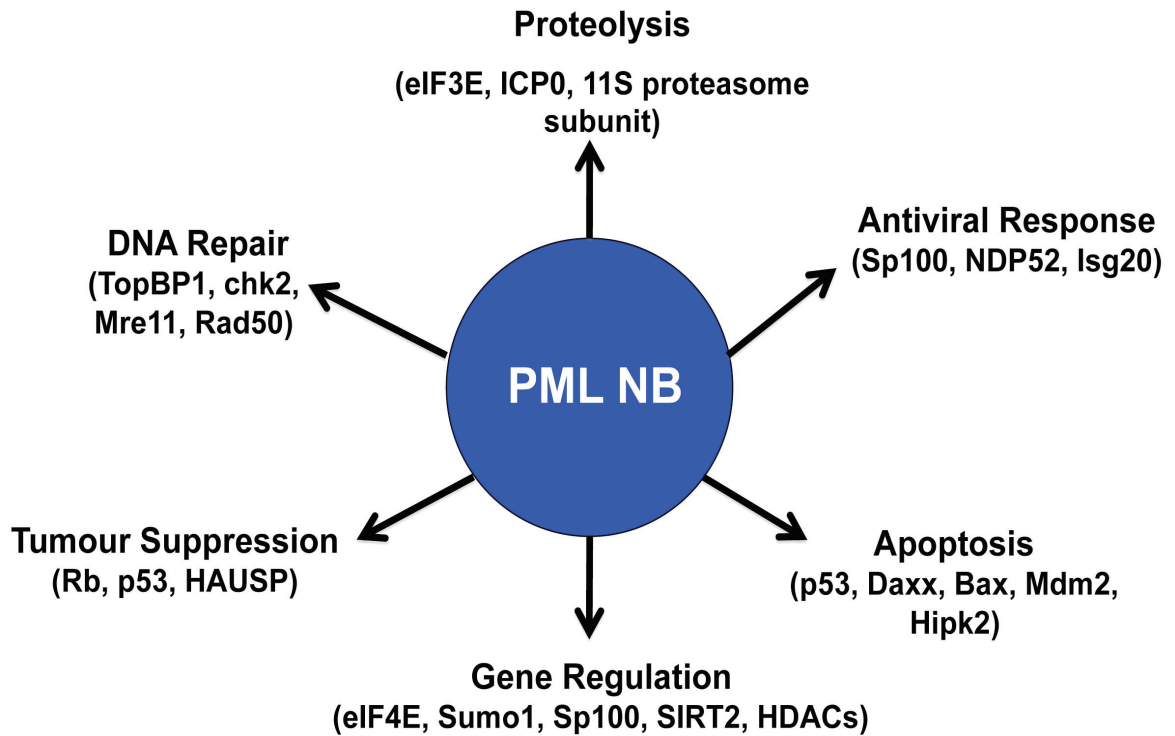 Proteolysis
(eIF3E, ICP0, 11S proteasome
subunit)
Antiviral Response
(Sp100, NDP52, Isg20)
DNA Repair
(TopBP1, chk2,
Mre11, Rad50)
PML NB
Tumour Suppression
(Rb, p53, HAUSP)
Apoptosis
(p53, Daxx, Bax, Mdm2,
Hipk2)
Gene Regulation
(eIF4E, Sumo1, Sp100, SIRT2, HDACs)